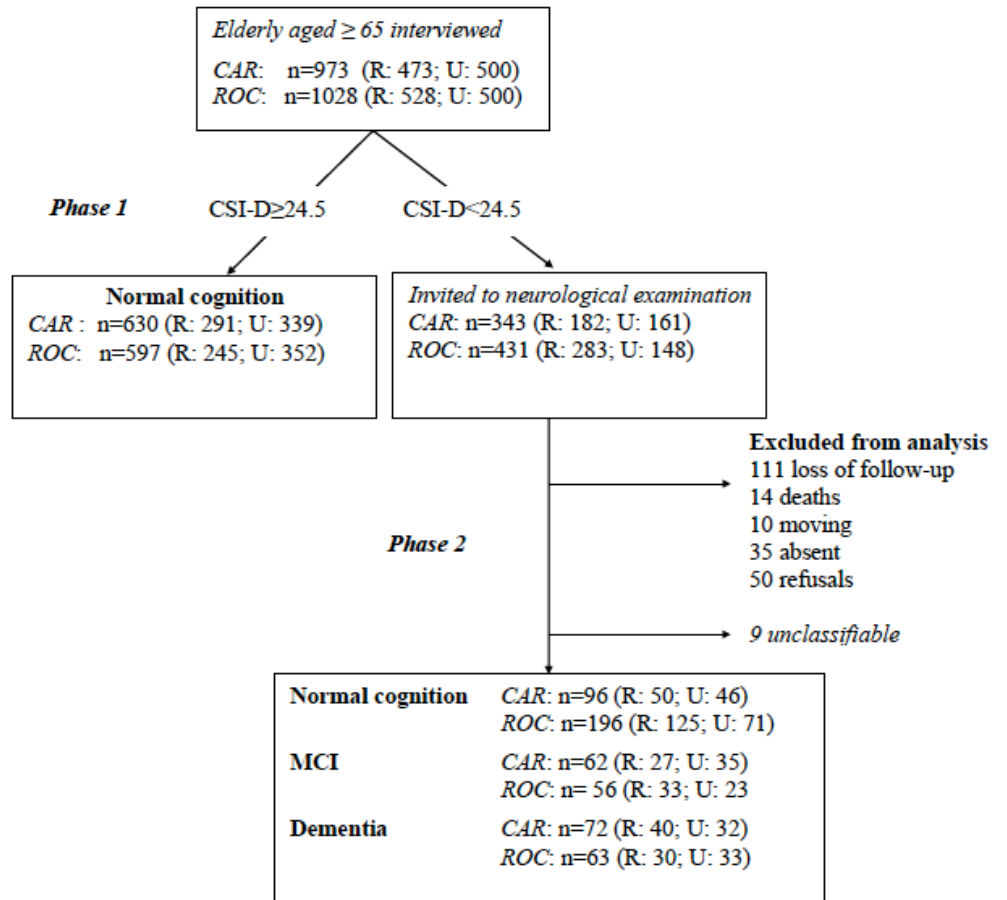 Elderly aged ≥ 65 interviewed
CAR: n=973 (R: 473; U: 500)
ROC: n=1028 (R: 528; U: 500)
Phase 1
CSI-D≥24.5
CSI-D<24.5
Normal cognition
CAR : n=630 (R: 291; U: 339)
ROC: n=597 (R: 245; U: 352)
Invited to neurological examination
CAR: n=343 (R: 182; U: 161)
ROC: n=431 (R: 283; U: 148)
Excluded from analysis
111 loss of follow-up
14 deaths
10 moving
35 absent
50 refusals
Phase 2
9 unclassifiable
Normal cognition CAR: n=96 (R: 50; U: 46)
ROC: n=196 (R: 125; U: 71)
MCI CAR: n=62 (R: 27; U: 35)
ROC: n= 56 (R: 33; U: 23
Dementia CAR: n=72 (R: 40; U: 32)
ROC: n=63 (R: 30; U: 33)